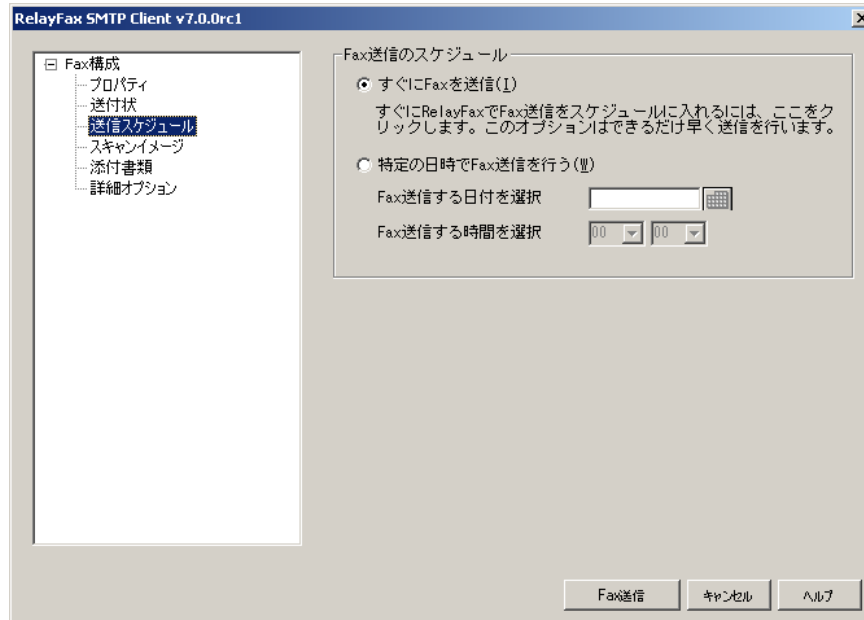 RelayFax SMTP Client v7.0.0rc1
Fax構成
プロパティ
送付状
送信スケジュール
スキャンイメージ
添付書類
詳細オプション
Fax送信のスケジュール
すぐにFaxを送信(I)
すぐにRelayFaxでFax送信をスケジュールに入れるには、ここをク
リックします。このオプションはできるだけ早く送信を行います。
特定の日時でFax送信を行う(W)
Fax送信する日付を選択
Fax送信する時間を選択 00 00
Fax送信 キャンセル ヘルプ